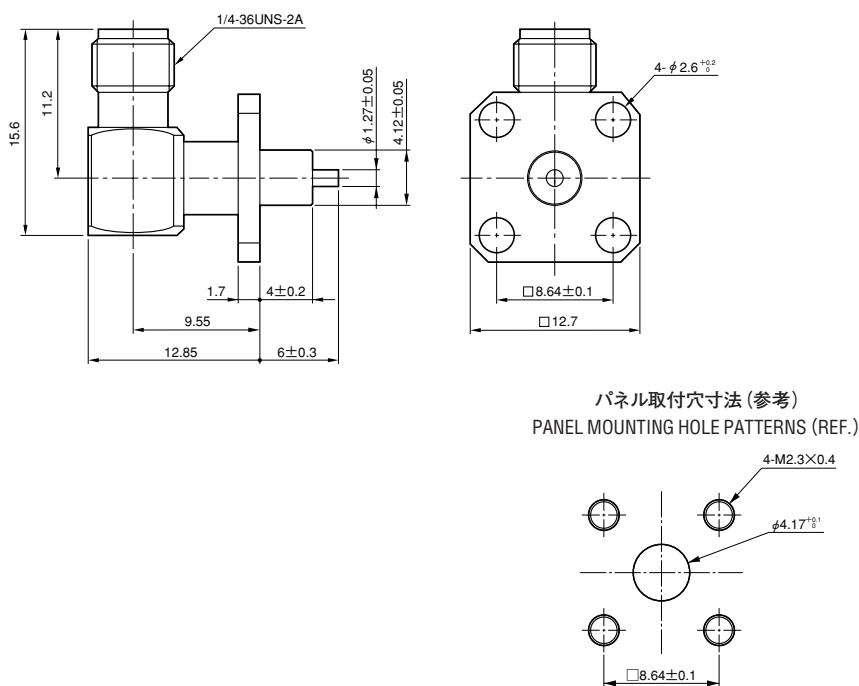 1/4-36UNS-2A
15.6
11.2
φ1.27±0.05
4.12±0.05
1.7
4±0.2
9.55
12.85
6±0.3
4-φ2.6 +0.2 0
□8.64±0.1
□12.7
パネル取付穴寸法(参考)
PANEL MOUNTING HOLE PATTERNS (REF.)
4-M2.3×0.4
φ4.17 +0.1 0
□8.64±0.1